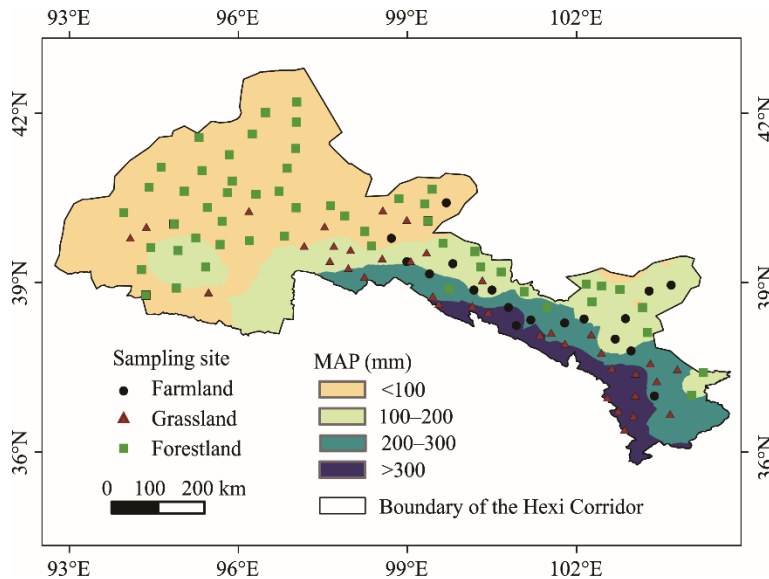 93°E 96°E 99°E 102°E
42°N 42°N
39°N 39°N
36°N 36°N
Sampling site
Farmland
Grassland
Forestland
0 100 200 km
MAP (mm)
<100
100–200
200–300
>300
Boundary of the Hexi Corridor
93°E 96°E 99°E 102°E